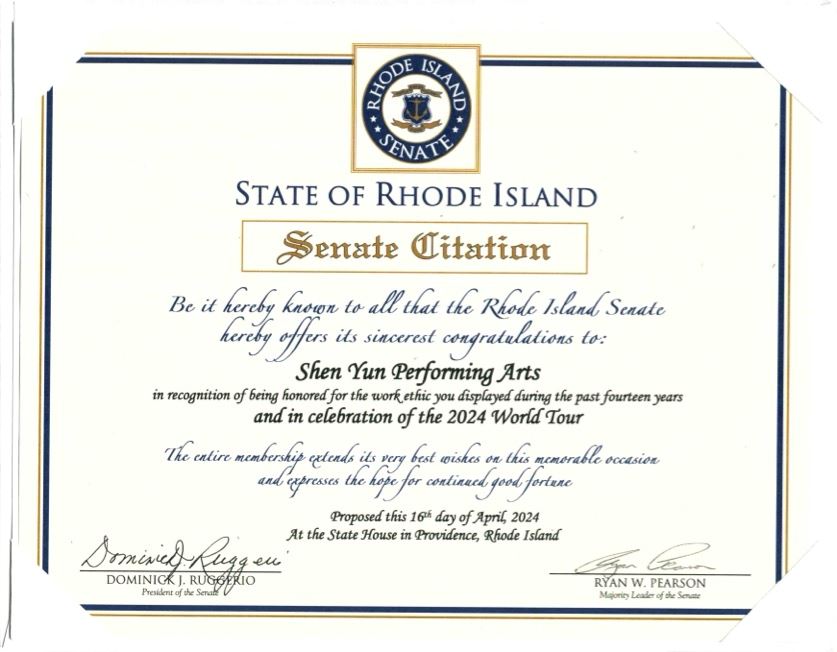 RHODE ISLAND
SENATE
STATE OF RHODE ISLAND
Senate Citation
Be it hereby known to all that the Rhode Island Senate
hereby offers its sincerest congratulations to:
Shen Yun Performing Arts
in recognition of being honored for the work ethic you displayed during the past fourteen years
and in celebration of the 2024 World Tour
The entire membership extends its very best wishes on this memorable occasion
and expresses the hope for continued good fortune
Proposed this 16th day of April, 2024
At the State House in Providence, Rhode Island
Dominick J. Ruggerio
DOMINICK J. RUGGERIO
President of the Senate
Ryan Pearson
RYAN W. PEARSON
Majority Leader of the Senate